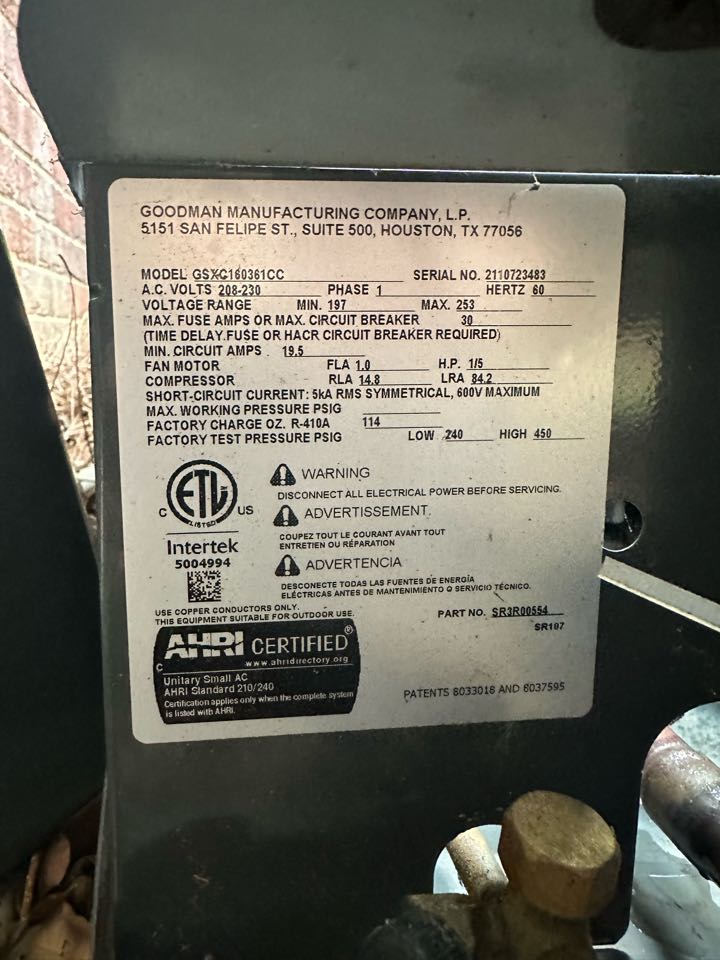 GOODMAN MANUFACTURING COMPANY, L.P.
5151 SAN FELIPE ST., SUITE 500, HOUSTON, TX 77056
MODEL GSXC160361CC SERIAL NO. 2110723483
A.C. VOLTS 208-230 PHASE 1 HERTZ 60
VOLTAGE RANGE MIN. 197 MAX. 253
MAX. FUSE AMPS OR MAX. CIRCUIT BREAKER 30
(TIME DELAY FUSE OR HACR CIRCUIT BREAKER REQUIRED)
MIN. CIRCUIT AMPS 19.5
FAN MOTOR FLA 1.0 H.P. 1/5
COMPRESSOR RLA 14.8 LRA 84.2
SHORT-CIRCUIT CURRENT: 5kA RMS SYMMETRICAL, 600V MAXIMUM
MAX. WORKING PRESSURE PSIG
FACTORY CHARGE OZ. R-410A 114
FACTORY TEST PRESSURE PSIG LOW 240 HIGH 450
C ETL US
LISTED
Intertek
5004994
WARNING
DISCONNECT ALL ELECTRICAL POWER BEFORE SERVICING.
ADVERTISSEMENT
COUPEZ TOUT LE COURANT AVANT TOUT
ENTRETIEN OU RÉPARATION
ADVERTENCIA
DESCONECTE TODAS LAS FUENTES DE ENERGÍA
ELÉCTRICAS ANTES DE MANTENIMIENTO O SERVICIO TÉCNICO.
USE COPPER CONDUCTORS ONLY.
THIS EQUIPMENT SUITABLE FOR OUTDOOR USE.
PART NO. SR3R00554
SR107
AHRI CERTIFIED®
www.ahridirectory.org
C
Unitary Small AC
AHRI Standard 210/240
Certification applies only when the complete system
is listed with AHRI.
PATENTS 8033018 AND 8037595